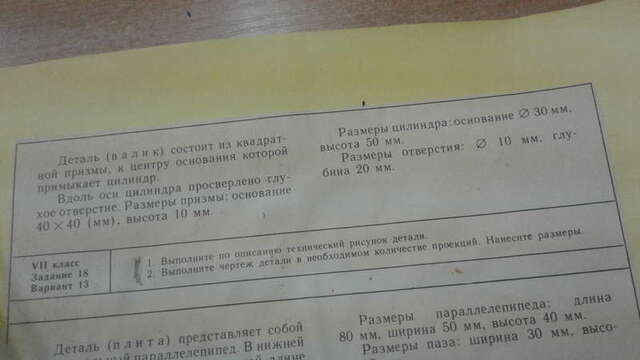 Деталь (валик) состоит из квадрат-
ной призмы, к центру основания которой
примыкает цилиндр.
Вдоль оси цилиндра просверлено глу-
хое отверстие. Размеры призмы: основание
40 × 40 (мм), высота 10 мм.
Размеры цилиндра: основание ∅ 30 мм,
высота 50 мм.
Размеры отверстия: ∅ 10 мм, глу-
бина 20 мм.
VII класс
Задание 18
Вариант 13
1. Выполните по описанию технический рисунок детали.
2. Выполните чертеж детали в необходимом количестве проекций. Нанесите размеры.
Деталь (плита) представляет собой
параллелепипед. В нижней
длине
Размеры параллелепипеда: длина
80 мм, ширина 50 мм, высота 40 мм.
Размеры паза: ширина 30 мм, высо-